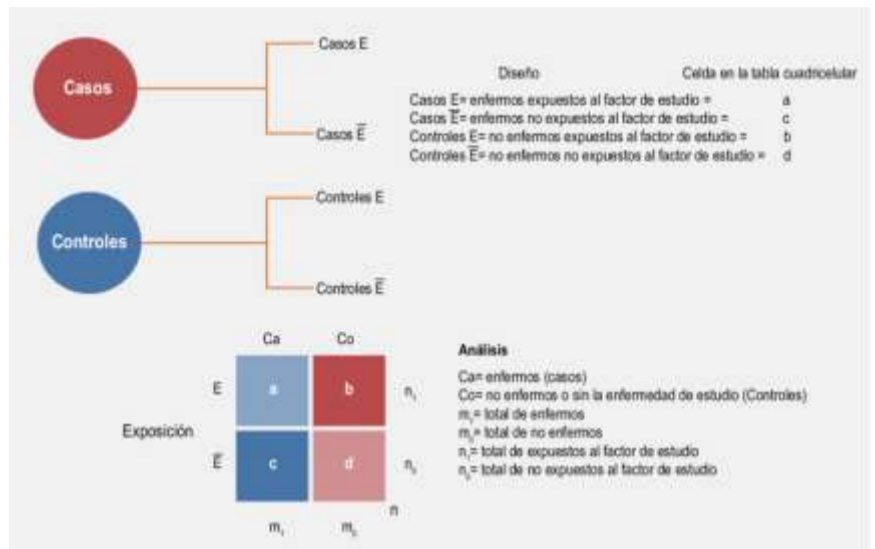 Casos
Casos E
Casos E̅
Diseño Celda en la tabla cuadricelular
Casos E= enfermos expuestos al factor de estudio = a
Casos E̅= enfermos no expuestos al factor de estudio = c
Controles E= no enfermos expuestos al factor de estudio = b
Controles E̅= no enfermos no expuestos al factor de estudio = d
Controles
Controles E
Controles E̅
Ca Co
E a b n₁
Exposición
E̅ c d n₀
n
m₁ m₀
Análisis
Ca= enfermos (casos)
Co= no enfermos o sin la enfermedad de estudio (Controles)
m₁= total de enfermos
m₀= total de no enfermos
n₁= total de expuestos al factor de estudio
n₀= total de no expuestos al factor de estudio